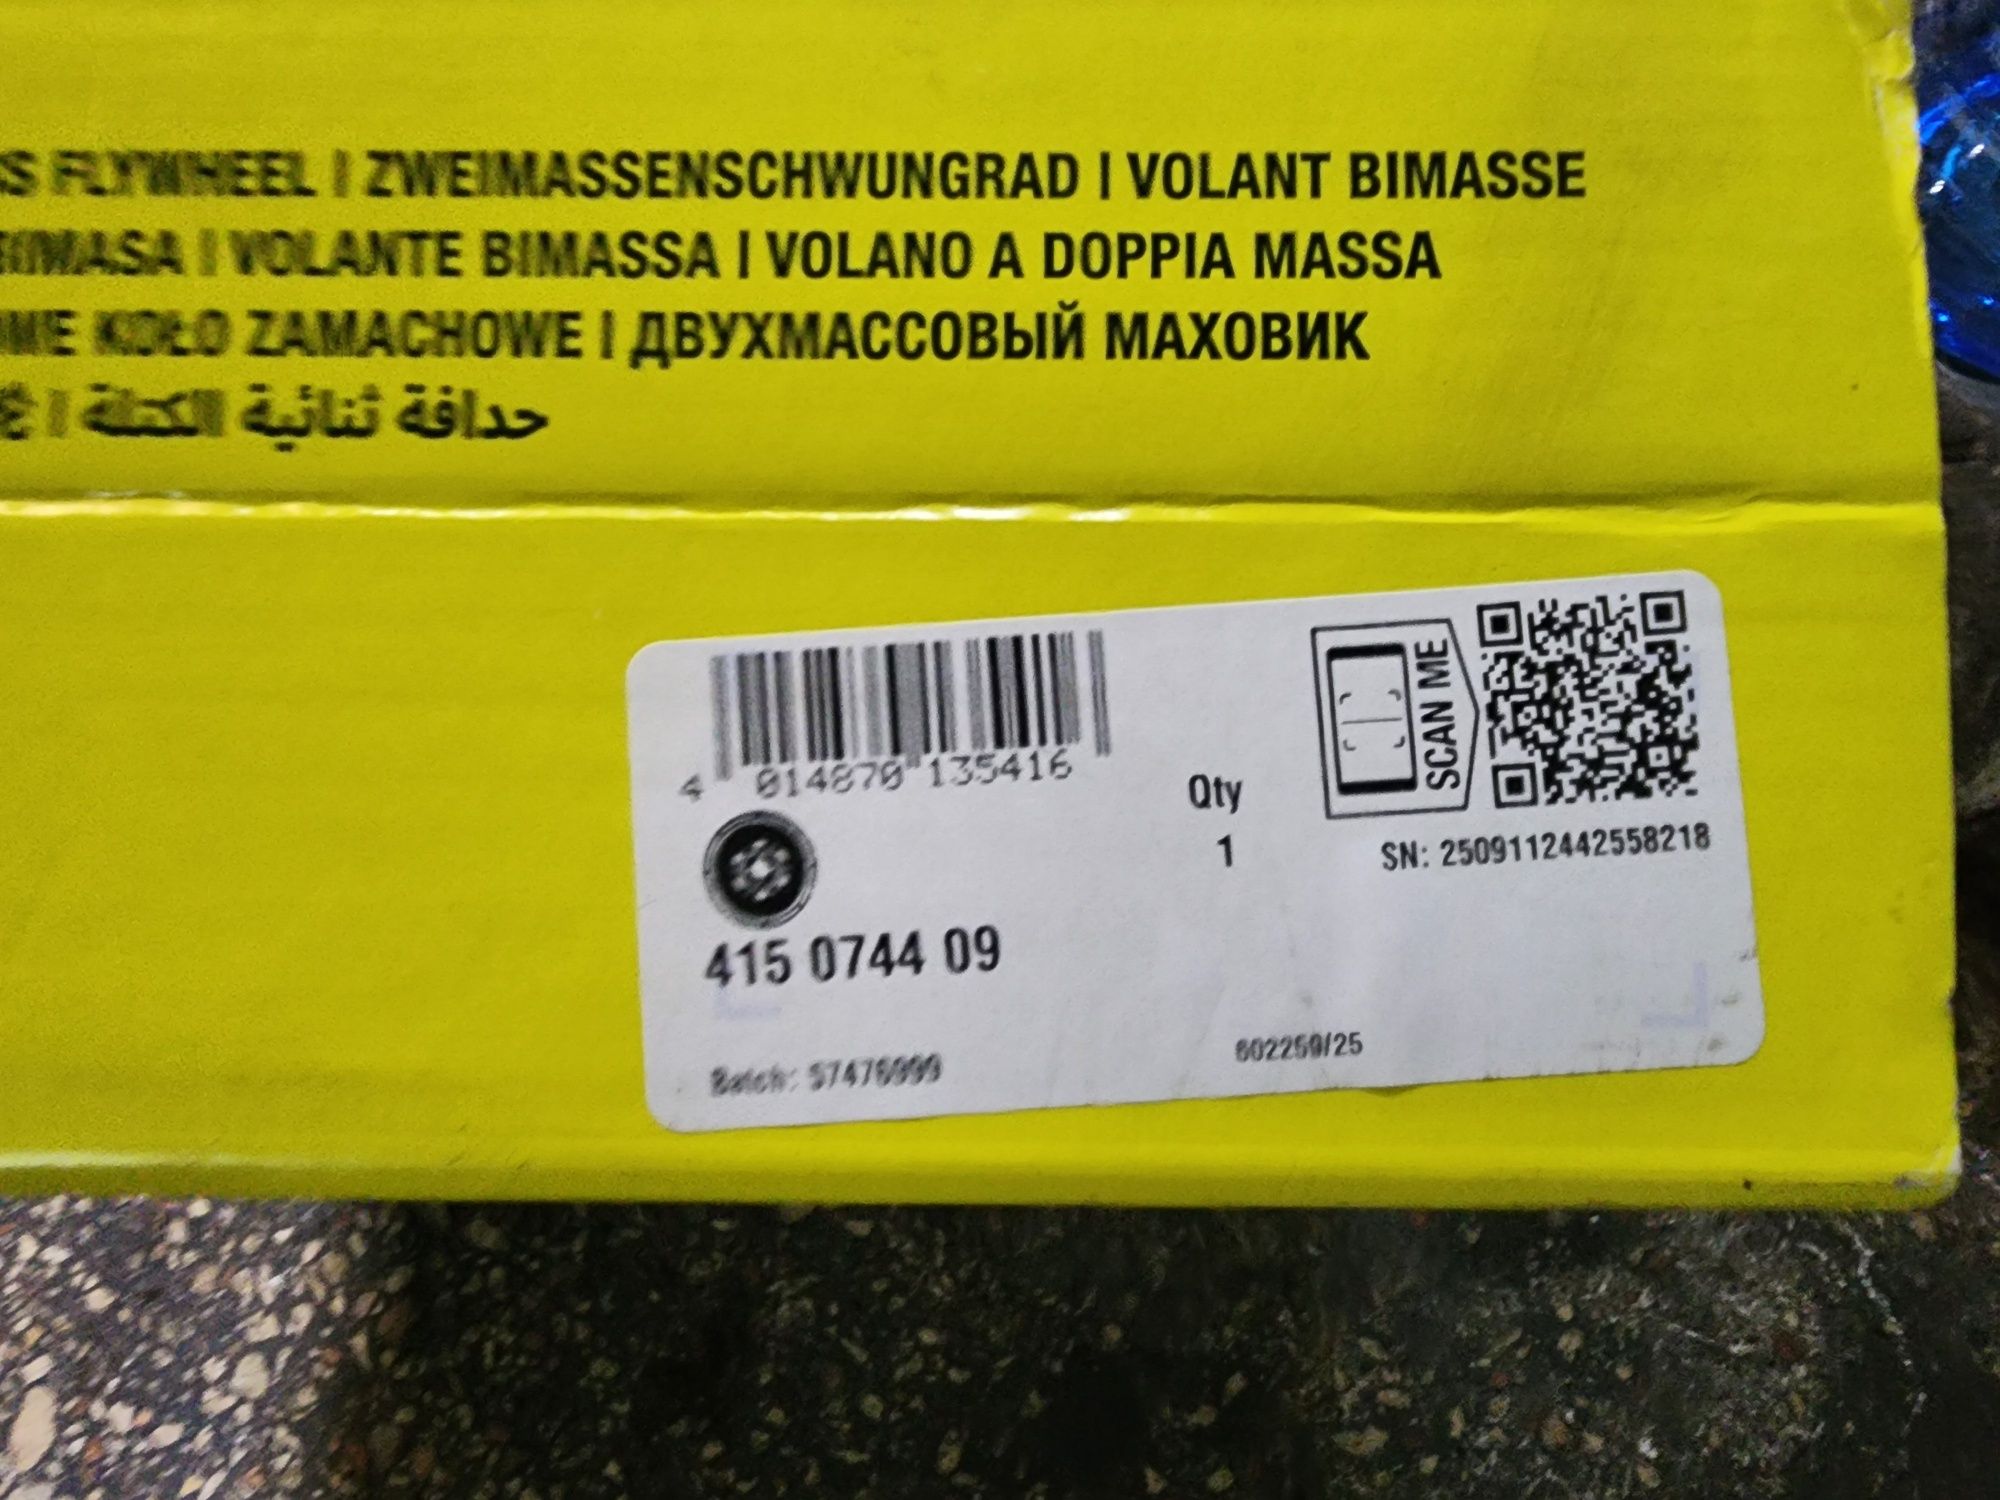 FLYWHEEL | ZWEIMASSENSCHWUNGRAD | VOLANT BIMASSE
BIMASA | VOLANTE BIMASSA | VOLANO A DOPPIA MASSA
KOŁO ZAMACHOWE | ДВУХМАССОВЫЙ МАХОВИК
حدافة ثنائية الكتلة |
4 014870 135416
Qty
1
SCAN ME
SN: 2509112442558218
415 0744 09
Batch:
602259/25